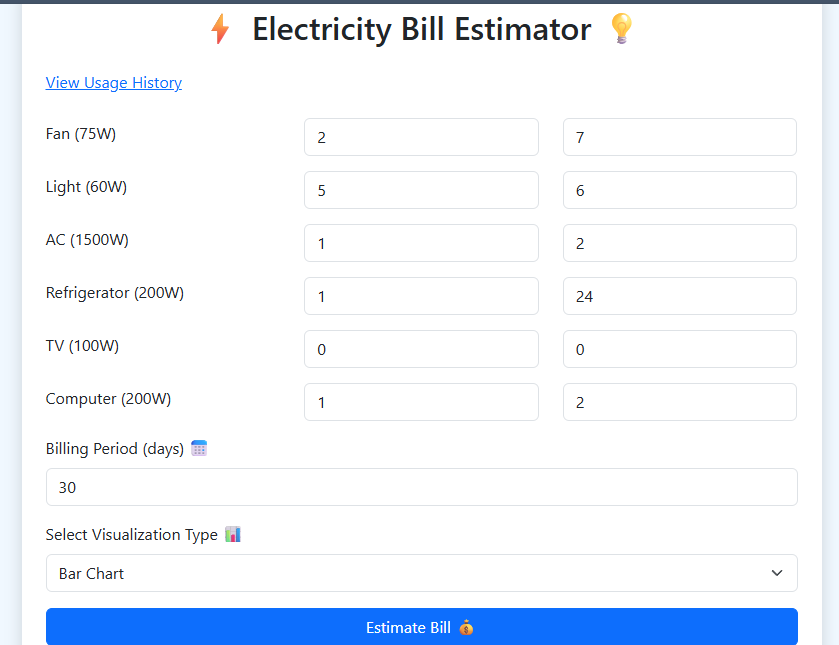 ⚡ Electricity Bill Estimator 💡
View Usage History
Fan (75W) 2 7
Light (60W) 5 6
AC (1500W) 1 2
Refrigerator (200W) 1 24
TV (100W) 0 0
Computer (200W) 1 2
Billing Period (days) 📅
30
Select Visualization Type 📊
Bar Chart
Estimate Bill 💰